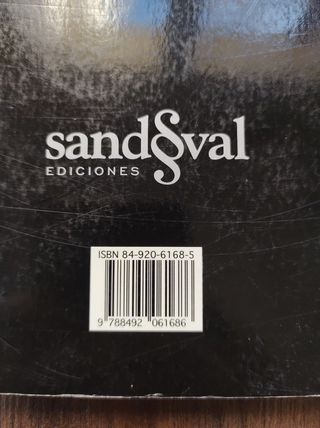 sand§val
EDICIONES
ISBN 84-920-6168-5
9 788492 061686